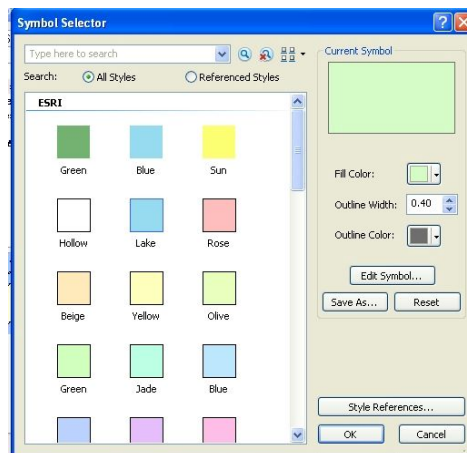 Symbol Selector
Type here to search
Search: All Styles Referenced Styles
ESRI
Green Blue Sun
Hollow Lake Rose
Beige Yellow Olive
Green Jade Blue
Current Symbol
Fill Color:
Outline Width: 0.40
Outline Color:
Edit Symbol...
Save As... Reset
Style References...
OK Cancel